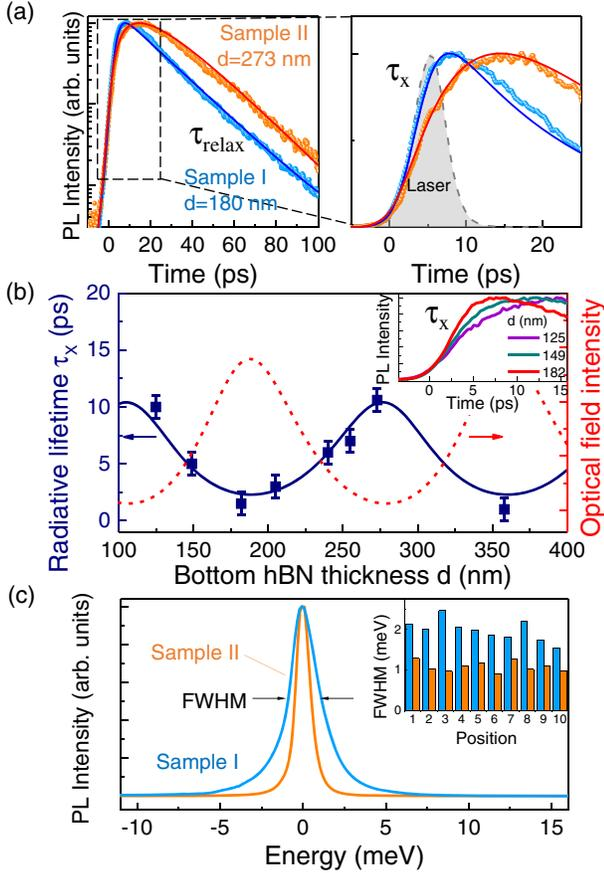 (a)
PL Intensity (arb. units)
Sample II
d=273 nm
τrelax
Sample I
d=180 nm
0 20 40 60 80 100
Time (ps)
τx
Laser
0 10 20
Time (ps)
(b)
Radiative lifetime τx (ps)
20
15
10
5
0
PL Intensity
τx
d (nm)
125
149
182
0 5 10 15
Time (ps)
Optical field intensity
100 150 200 250 300 350 400
Bottom hBN thickness d (nm)
(c)
PL Intensity (arb. units)
Sample II
FWHM
Sample I
FWHM (meV)
2
1
0
1 2 3 4 5 6 7 8 9 10
Position
-10 -5 0 5 10 15
Energy (meV)